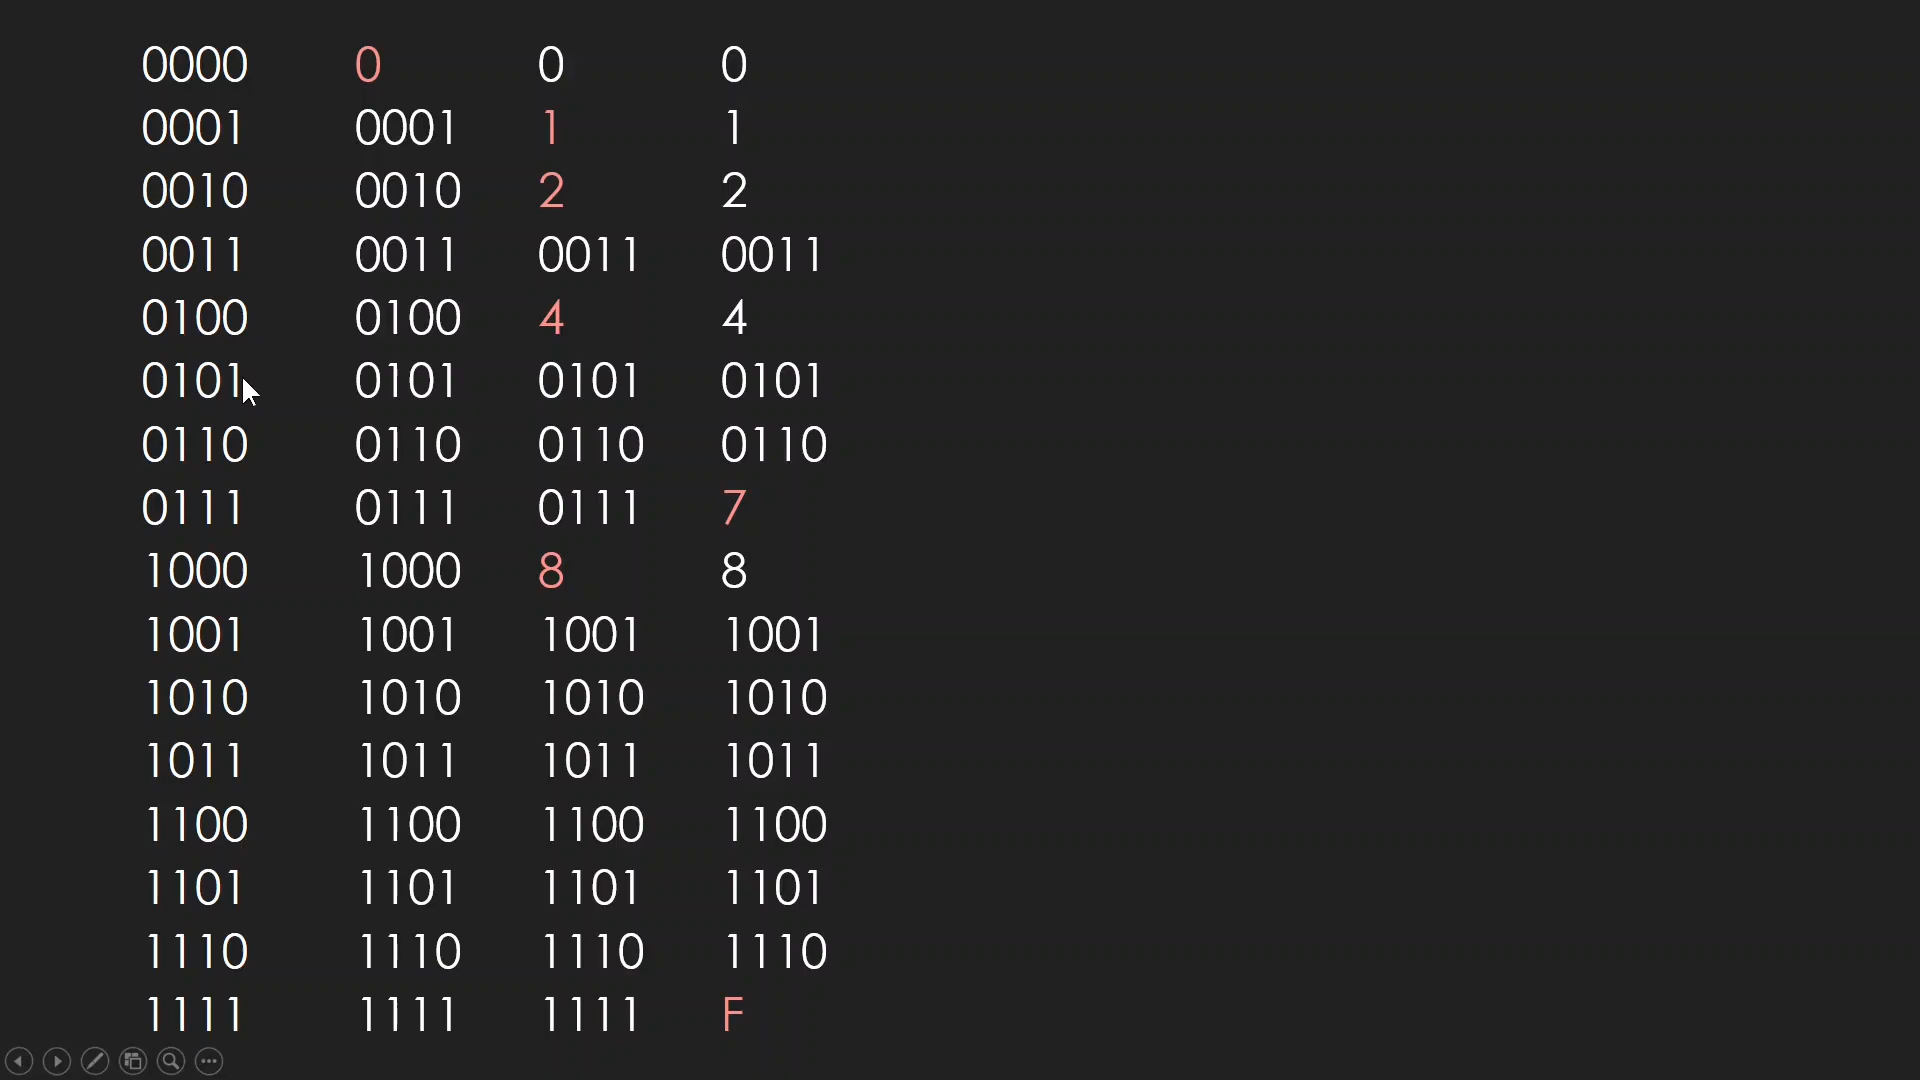 0000 0 0 0
0001 0001 1 1
0010 0010 2 2
0011 0011 0011 0011
0100 0100 4 4
0101 0101 0101 0101
0110 0110 0110 0110
0111 0111 0111 7
1000 1000 8 8
1001 1001 1001 1001
1010 1010 1010 1010
1011 1011 1011 1011
1100 1100 1100 1100
1101 1101 1101 1101
1110 1110 1110 1110
1111 1111 1111 F